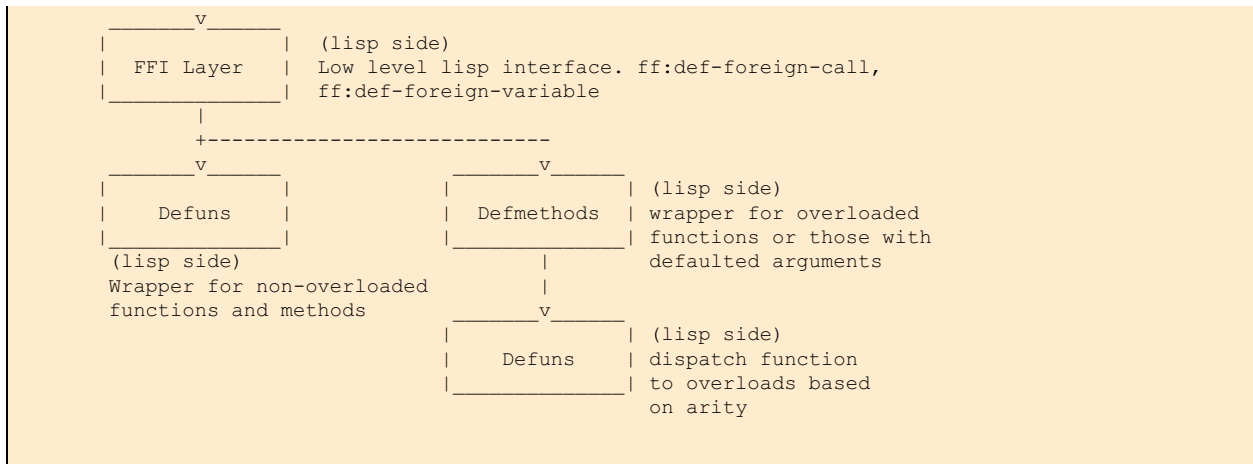 (lisp side)
FFI Layer Low level lisp interface. ff:def-foreign-call,
ff:def-foreign-variable
(lisp side)
Defuns Defmethods wrapper for overloaded
functions or those with
(lisp side) defaulted arguments
Wrapper for non-overloaded
functions and methods
(lisp side)
Defuns dispatch function
to overloads based
on arity